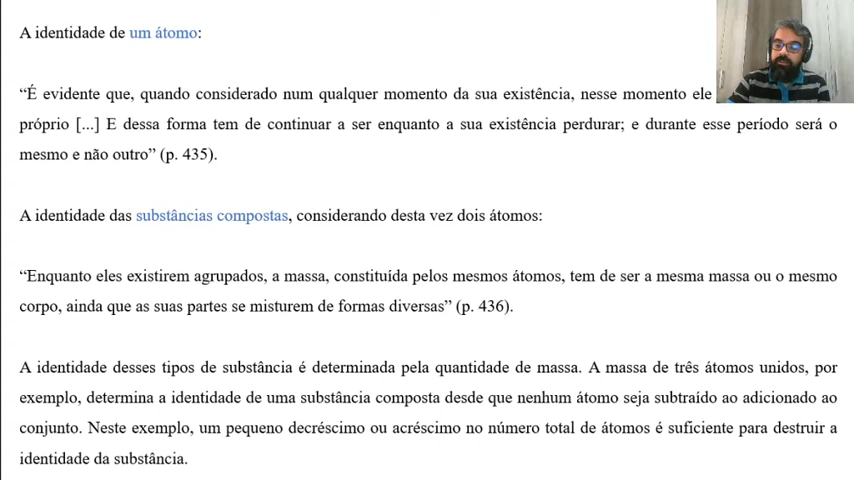 A identidade de um átomo:
“É evidente que, quando considerado num qualquer momento da sua existência, nesse momento ele
próprio [...] E dessa forma tem de continuar a ser enquanto a sua existência perdurar; e durante esse período será o
mesmo e não outro” (p. 435).
A identidade das substâncias compostas, considerando desta vez dois átomos:
“Enquanto eles existirem agrupados, a massa, constituída pelos mesmos átomos, tem de ser a mesma massa ou o mesmo
corpo, ainda que as suas partes se misturem de formas diversas” (p. 436).
A identidade desses tipos de substância é determinada pela quantidade de massa. A massa de três átomos unidos, por
exemplo, determina a identidade de uma substância composta desde que nenhum átomo seja subtraído ao adicionado ao
conjunto. Neste exemplo, um pequeno decréscimo ou acréscimo no número total de átomos é suficiente para destruir a
identidade da substância.